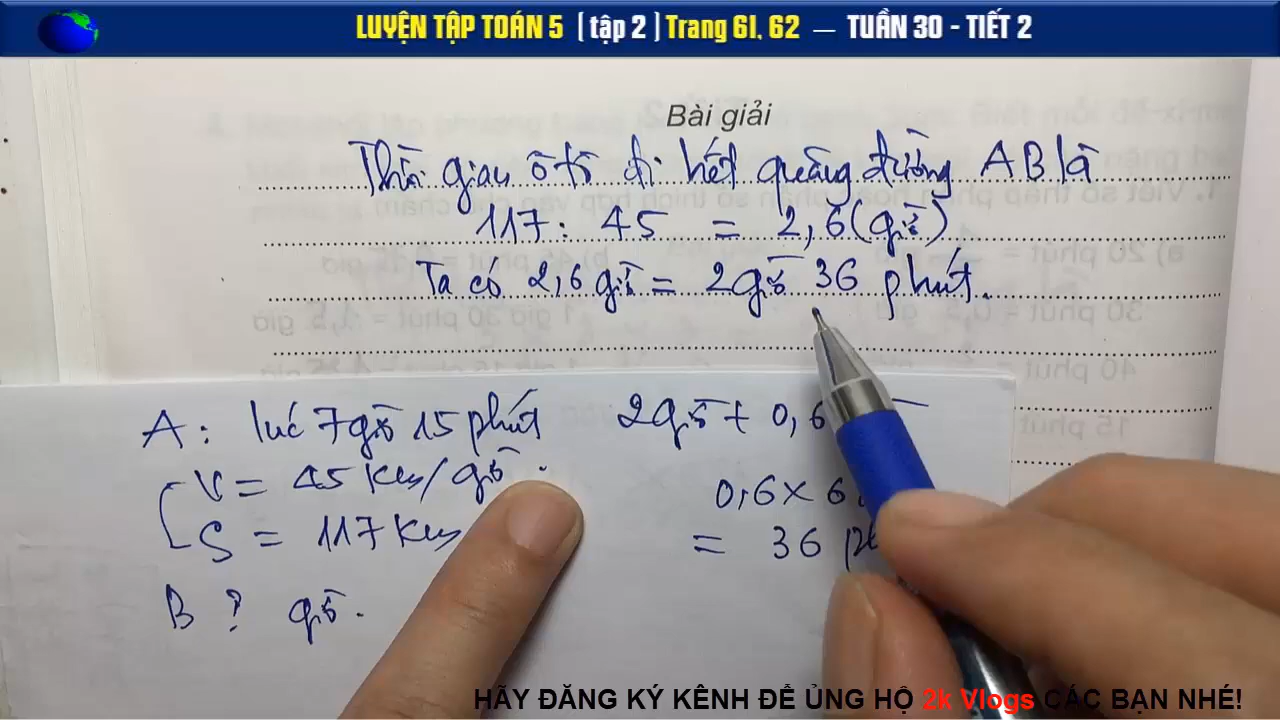 LUYỆN TẬP TOÁN 5 ( tập 2 ) Trang 61, 62 — TUẦN 30 - TIẾT 2
Bài giải
Thời gian ô tô đi hết quãng đường AB là
117 : 45 = 2,6 (giờ)
Ta có 2,6 giờ = 2 giờ 36 phút.
A: lúc 7 giờ 15 phút
V = 45 km/giờ.
S = 117 km
B ? giờ.
2 giờ + 0,6
0,6 x 6
= 36
HÃY ĐĂNG KÝ KÊNH ĐỂ ỦNG HỘ 2k Vlogs CÁC BẠN NHÉ!